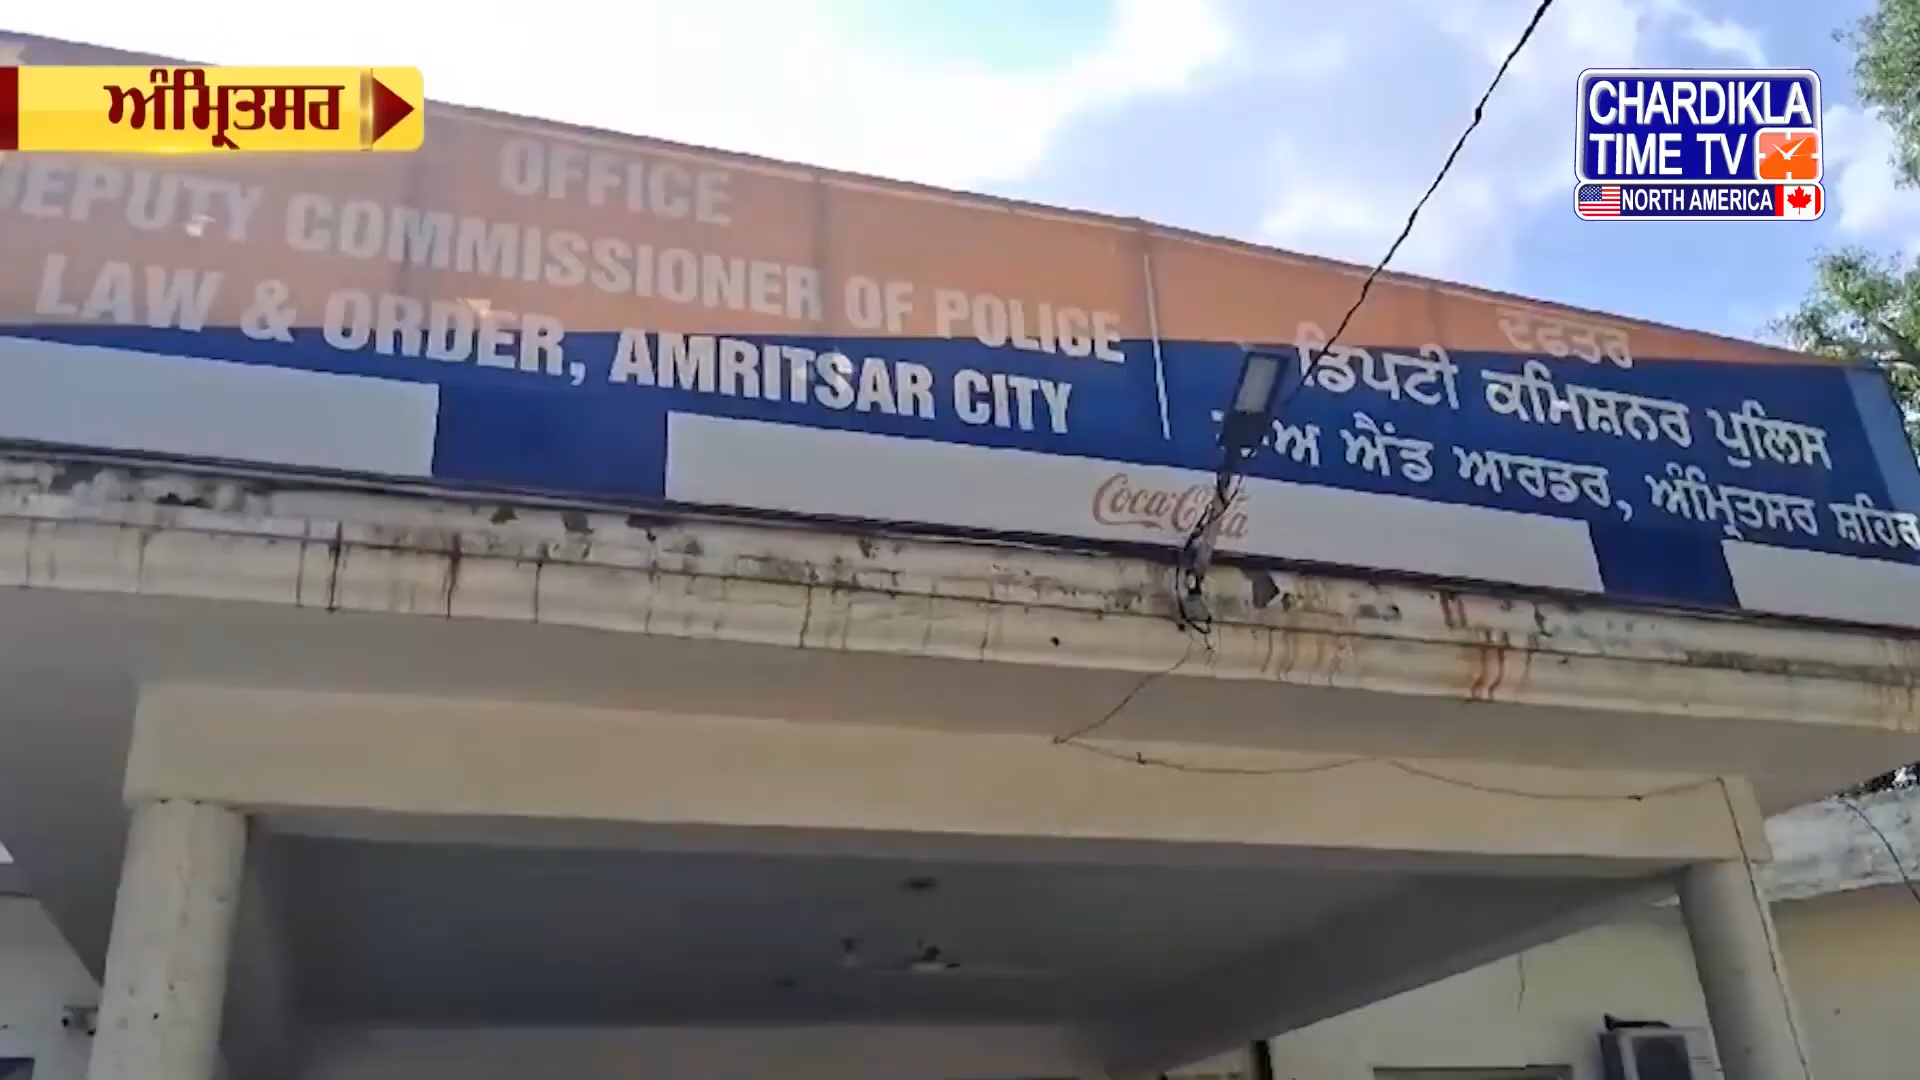 ਅੰਮ੍ਰਿਤਸਰ
CHARDIKLA
TIME TV
NORTH AMERICA
OFFICE
DEPUTY COMMISSIONER OF POLICE
LAW & ORDER, AMRITSAR CITY
ਦਫਤਰ
ਡਿਪਟੀ ਕਮਿਸ਼ਨਰ ਪੁਲਿਸ
ਐਂਡ ਆਰਡਰ, ਅੰਮ੍ਰਿਤਸਰ ਸ਼ਹਿਰ
Coca-Cola